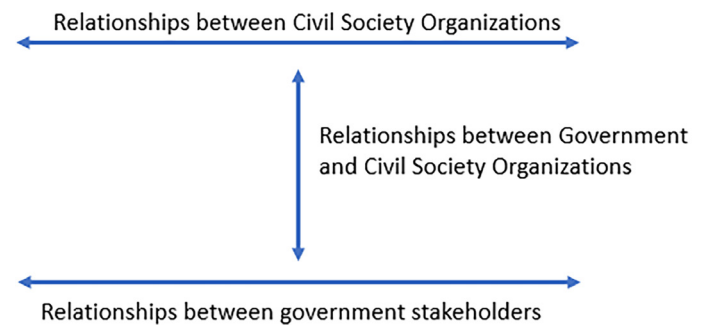 Relationships between Civil Society Organizations
Relationships between Government
and Civil Society Organizations
Relationships between government stakeholders